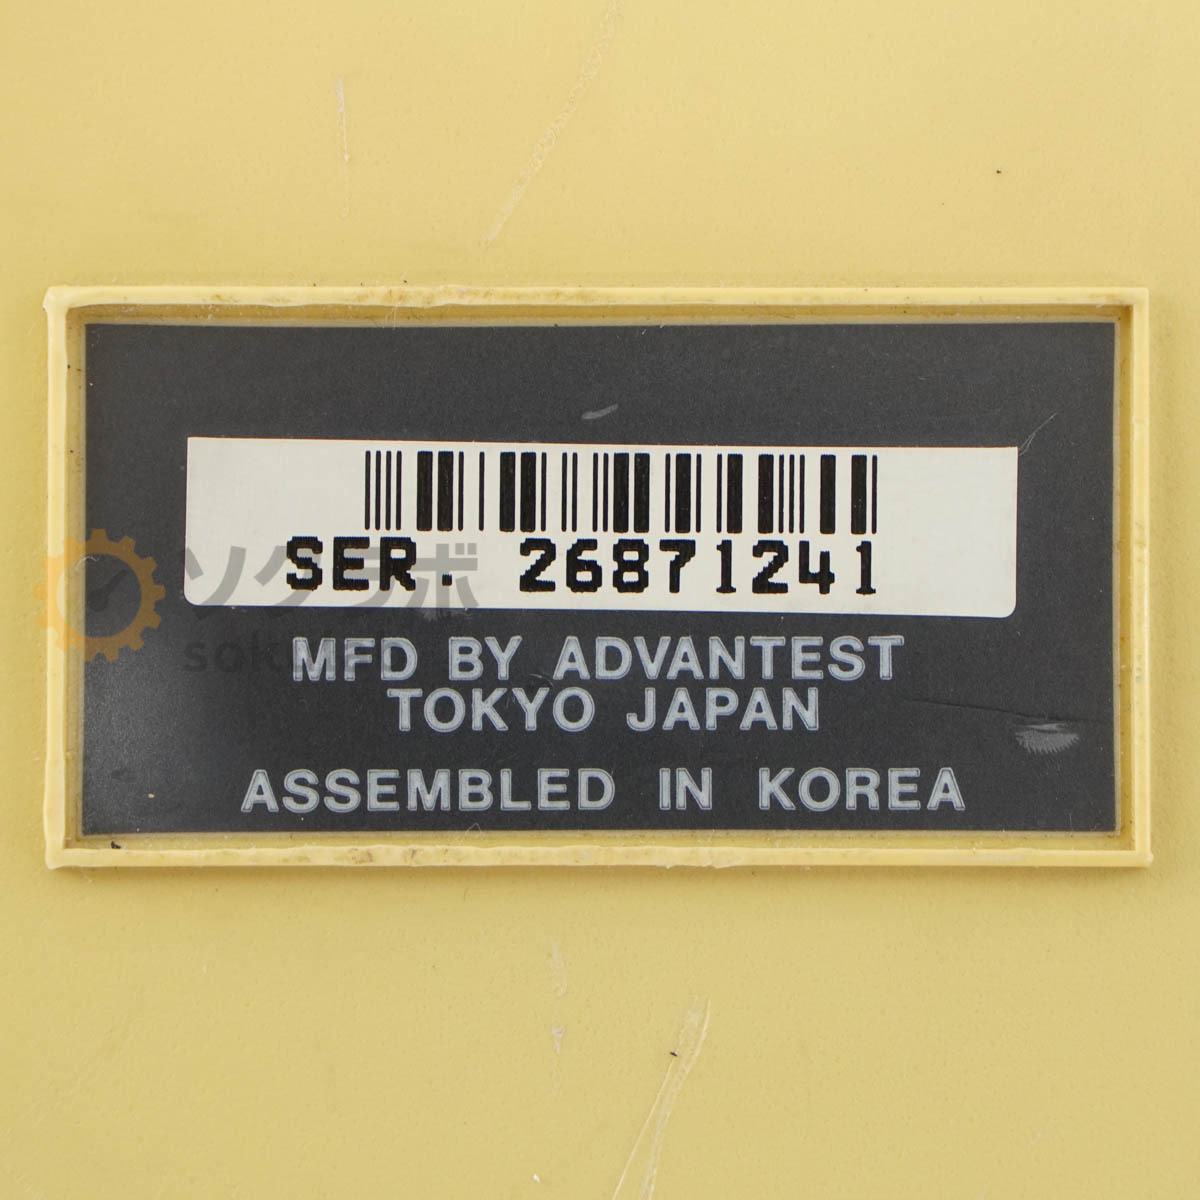 SER. 26871241
ソクラボ
MFD BY ADVANTEST
TOKYO JAPAN
ASSEMBLED IN KOREA